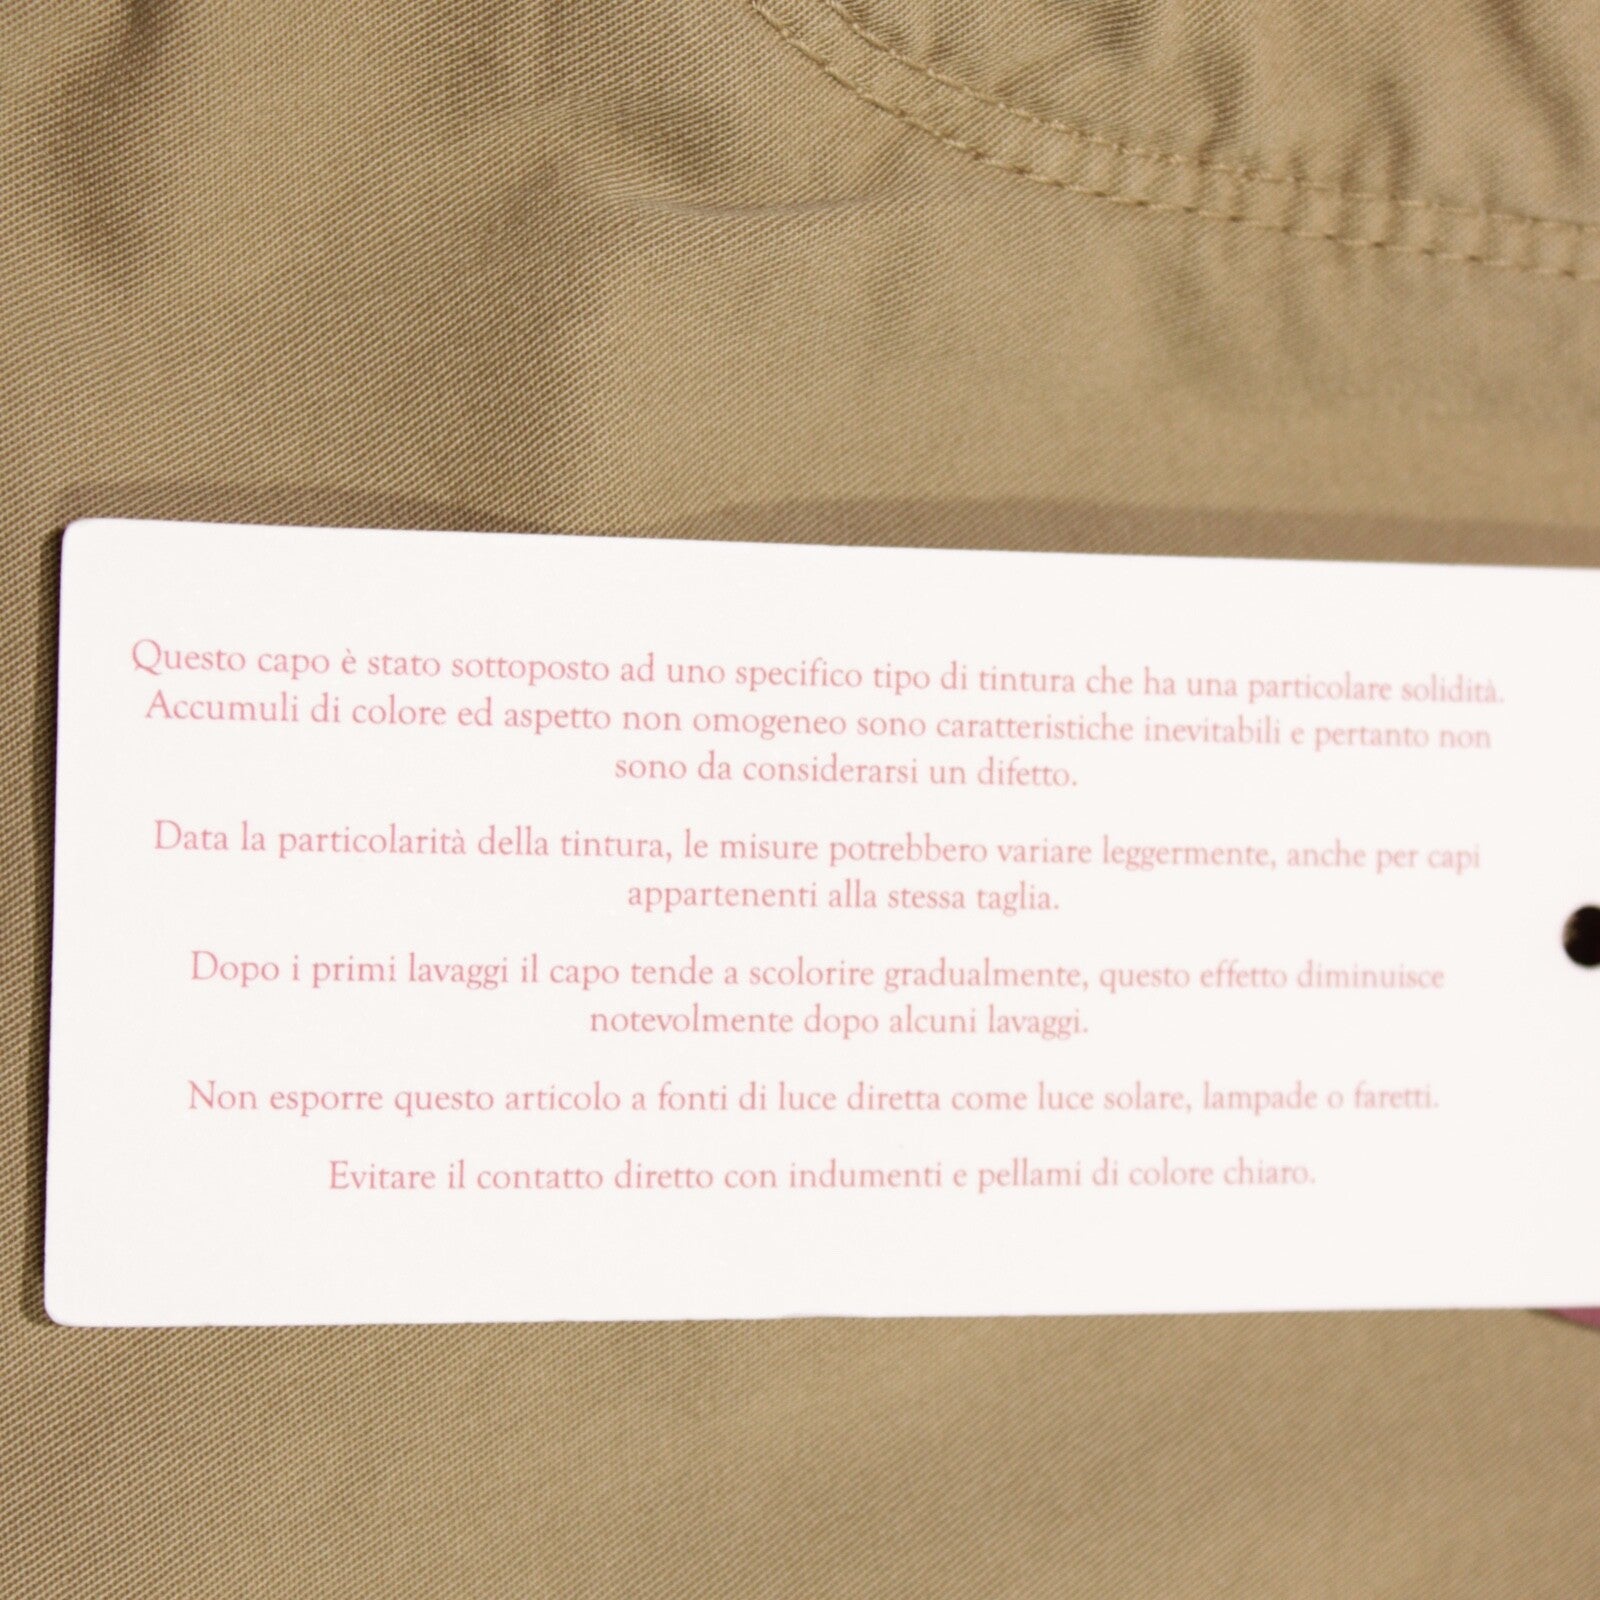 Questo capo è stato sottoposto ad uno specifico tipo di tintura che ha una particolare solidità.
Accumuli di colore ed aspetto non omogeneo sono caratteristiche inevitabili e pertanto non
sono da considerarsi un difetto.
Data la particolarità della tintura, le misure potrebbero variare leggermente, anche per capi
appartenenti alla stessa taglia.
Dopo i primi lavaggi il capo tende a scolorire gradualmente, questo effetto diminuisce
notevolmente dopo alcuni lavaggi.
Non esporre questo articolo a fonti di luce diretta come luce solare, lampade o faretti.
Evitare il contatto diretto con indumenti e pellami di colore chiaro.